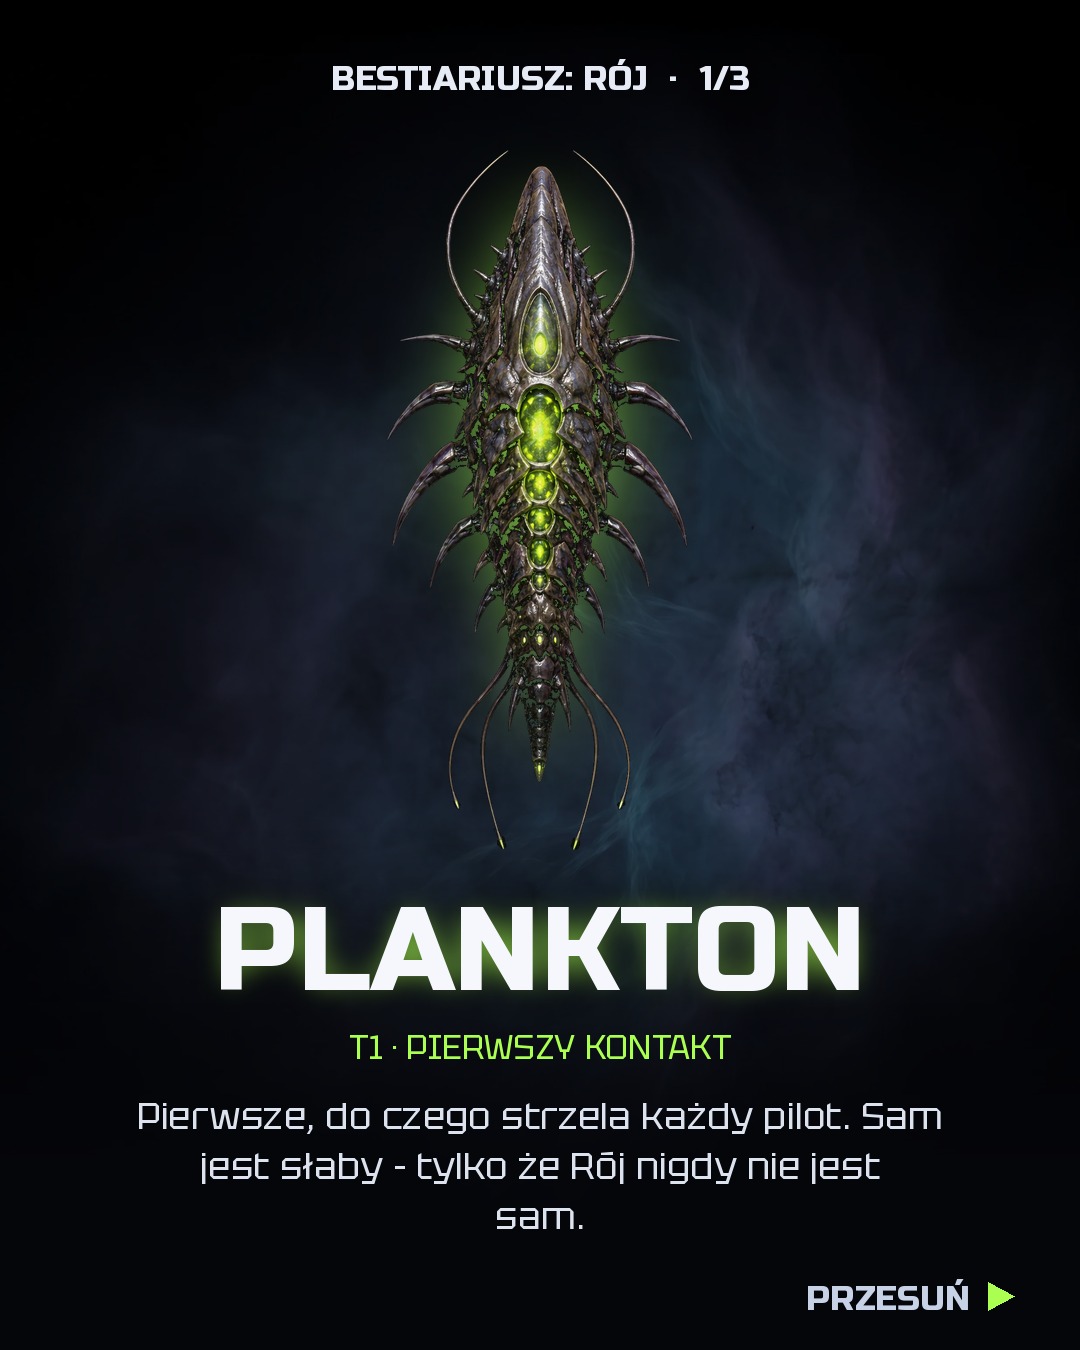 BESTIARIUSZ: RÓJ · 1/3
PLANKTON
T1 · PIERWSZY KONTAKT
Pierwsze, do czego strzela każdy pilot. Sam
jest słaby - tylko że Rój nigdy nie jest
sam.
PRZESUŃ